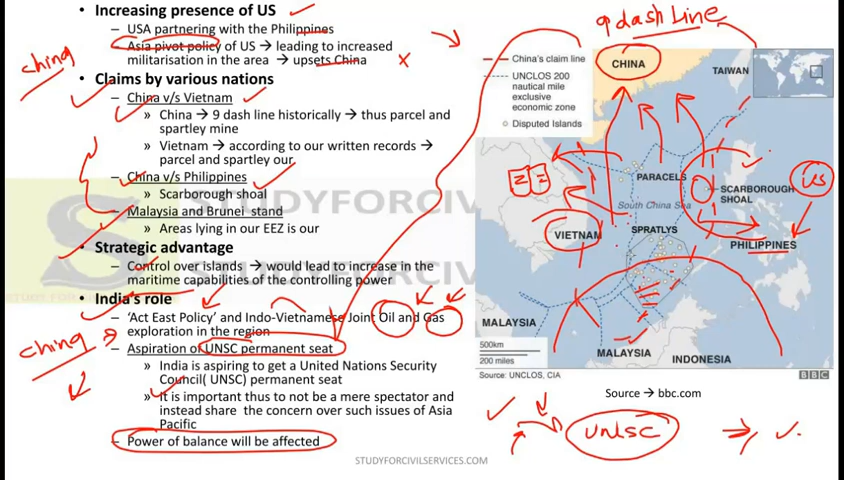 • Increasing presence of US
– USA partnering with the Philippines
– Asia pivot policy of US → leading to increased
militarisation in the area → upsets China
ching
• Claims by various nations
– China v/s Vietnam
» China → 9 dash line historically → thus parcel and
spartley mine
» Vietnam → according to our written records →
parcel and spartley our
– China v/s Philippines
» Scarborough shoal
– Malaysia and Brunei stand
» Areas lying in our EEZ is our
• Strategic advantage
– Control over islands → would lead to increase in the
maritime capabilities of the controlling power
• India's role
– 'Act East Policy' and Indo-Vietnamese Joint Oil and Gas
exploration in the region
ching
– Aspiration of UNSC permanent seat
» India is aspiring to get a United Nations Security
Council( UNSC) permanent seat
» It is important thus to not be a mere spectator and
instead share the concern over such issues of Asia
Pacific
– Power of balance will be affected
9 dash Line
China's claim line
UNCLOS 200
nautical mile
exclusive
economic zone
Disputed Islands
CHINA
TAIWAN
PARACELS
SCARBOROUGH
SHOAL
US
South China Sea
VIETNAM
SPRATLYS
PHILIPPINES
MALAYSIA
500km
200 miles
MALAYSIA
INDONESIA
Source: UNCLOS, CIA
BBC
Source → bbc.com
UNSC
STUDYFORCIVILSERVICES.COM
STUDYFORCIV